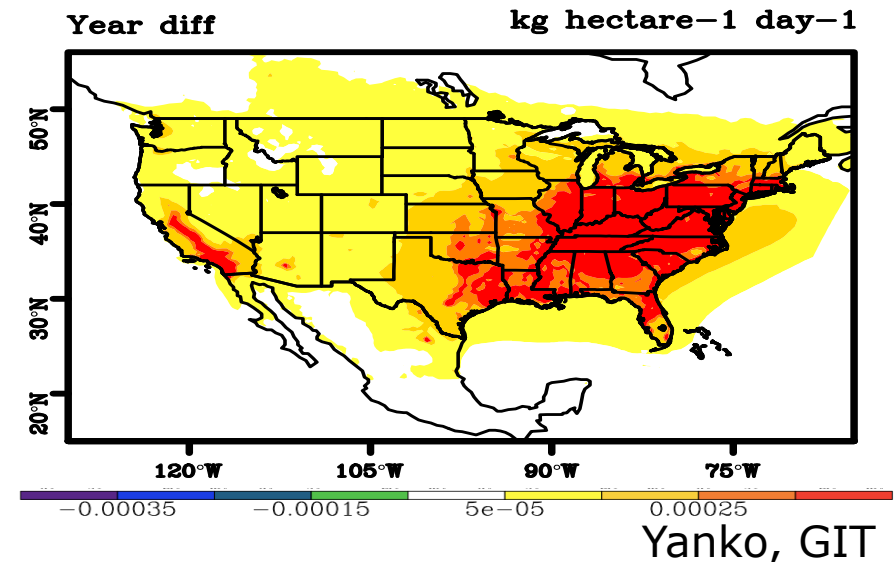 Year diff kg hectare−1 day−1
50°N
40°N
30°N
20°N
120°W 105°W 90°W 75°W
−0.00035 −0.00015 5e−05 0.00025
Yanko, GIT